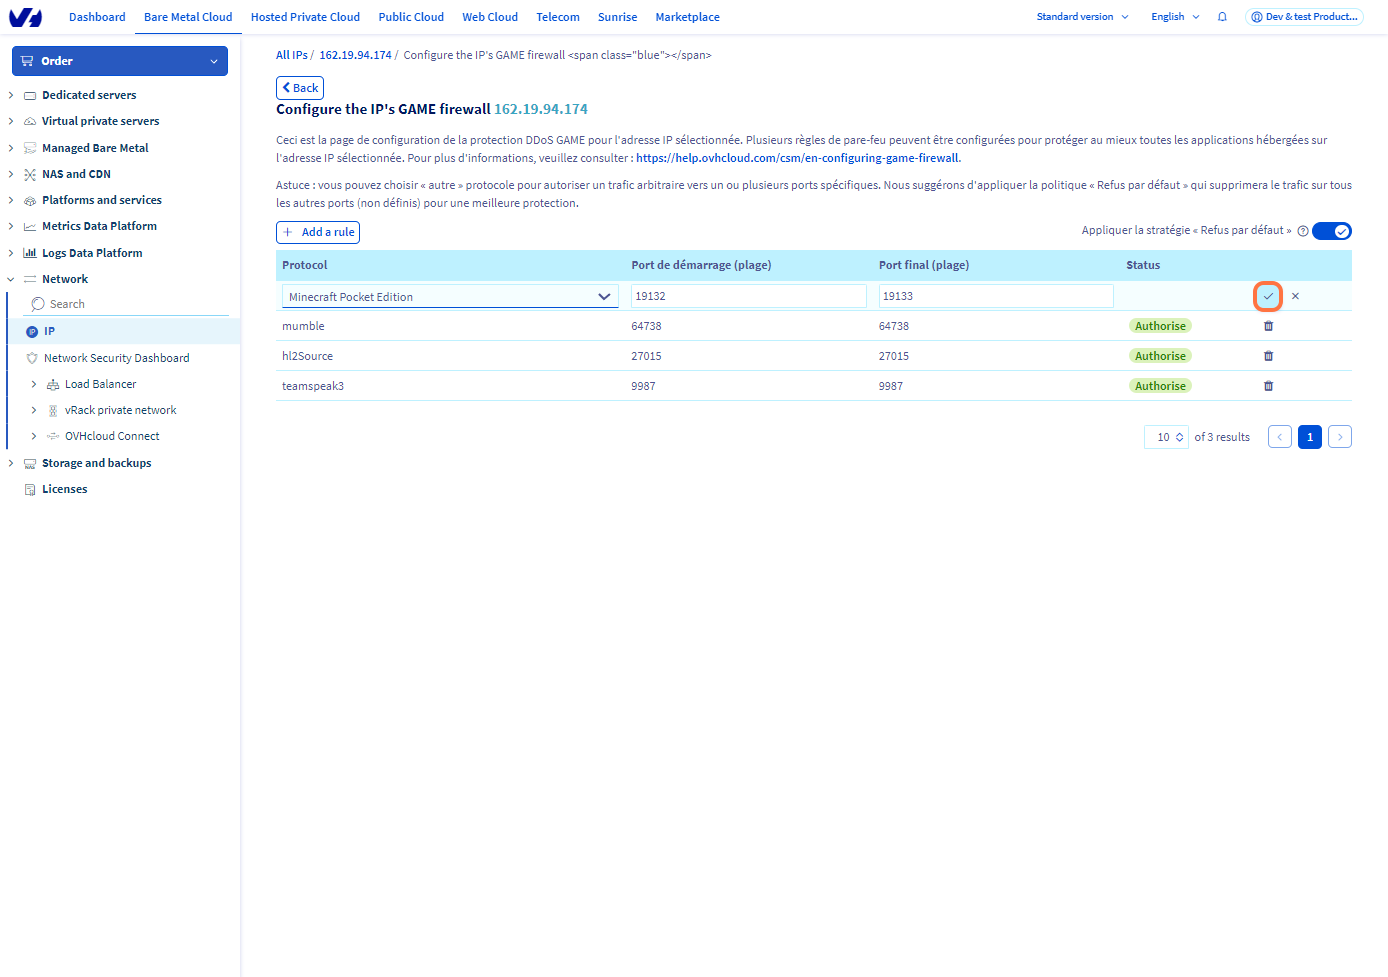 Dashboard Bare Metal Cloud Hosted Private Cloud Public Cloud Web Cloud Telecom Sunrise Marketplace Standard version English Dev & test Product...
Order
Dedicated servers
Virtual private servers
Managed Bare Metal
NAS and CDN
Platforms and services
Metrics Data Platform
Logs Data Platform
Network
Search
IP IP
Network Security Dashboard
Load Balancer
vRack private network
OVHcloud Connect
Storage and backups
Licenses
All IPs / 162.19.94.174 / Configure the IP's GAME firewall <span class="blue"></span>
Back
Configure the IP's GAME firewall 162.19.94.174
Ceci est la page de configuration de la protection DDoS GAME pour l'adresse IP sélectionnée. Plusieurs règles de pare-feu peuvent être configurées pour protéger au mieux toutes les applications hébergées sur
l'adresse IP sélectionnée. Pour plus d'informations, veuillez consulter : https://help.ovhcloud.com/csm/en-configuring-game-firewall.
Astuce : vous pouvez choisir « autre » protocole pour autoriser un trafic arbitraire vers un ou plusieurs ports spécifiques. Nous suggérons d'appliquer la politique « Refus par défaut » qui supprimera le trafic sur tous
les autres ports (non définis) pour une meilleure protection.
+ Add a rule Appliquer la stratégie « Refus par défaut » ?
Protocol Port de démarrage (plage) Port final (plage) Status
Minecraft Pocket Edition 19132 19133
mumble 64738 64738 Authorise
hl2Source 27015 27015 Authorise
teamspeak3 9987 9987 Authorise
10 of 3 results 1